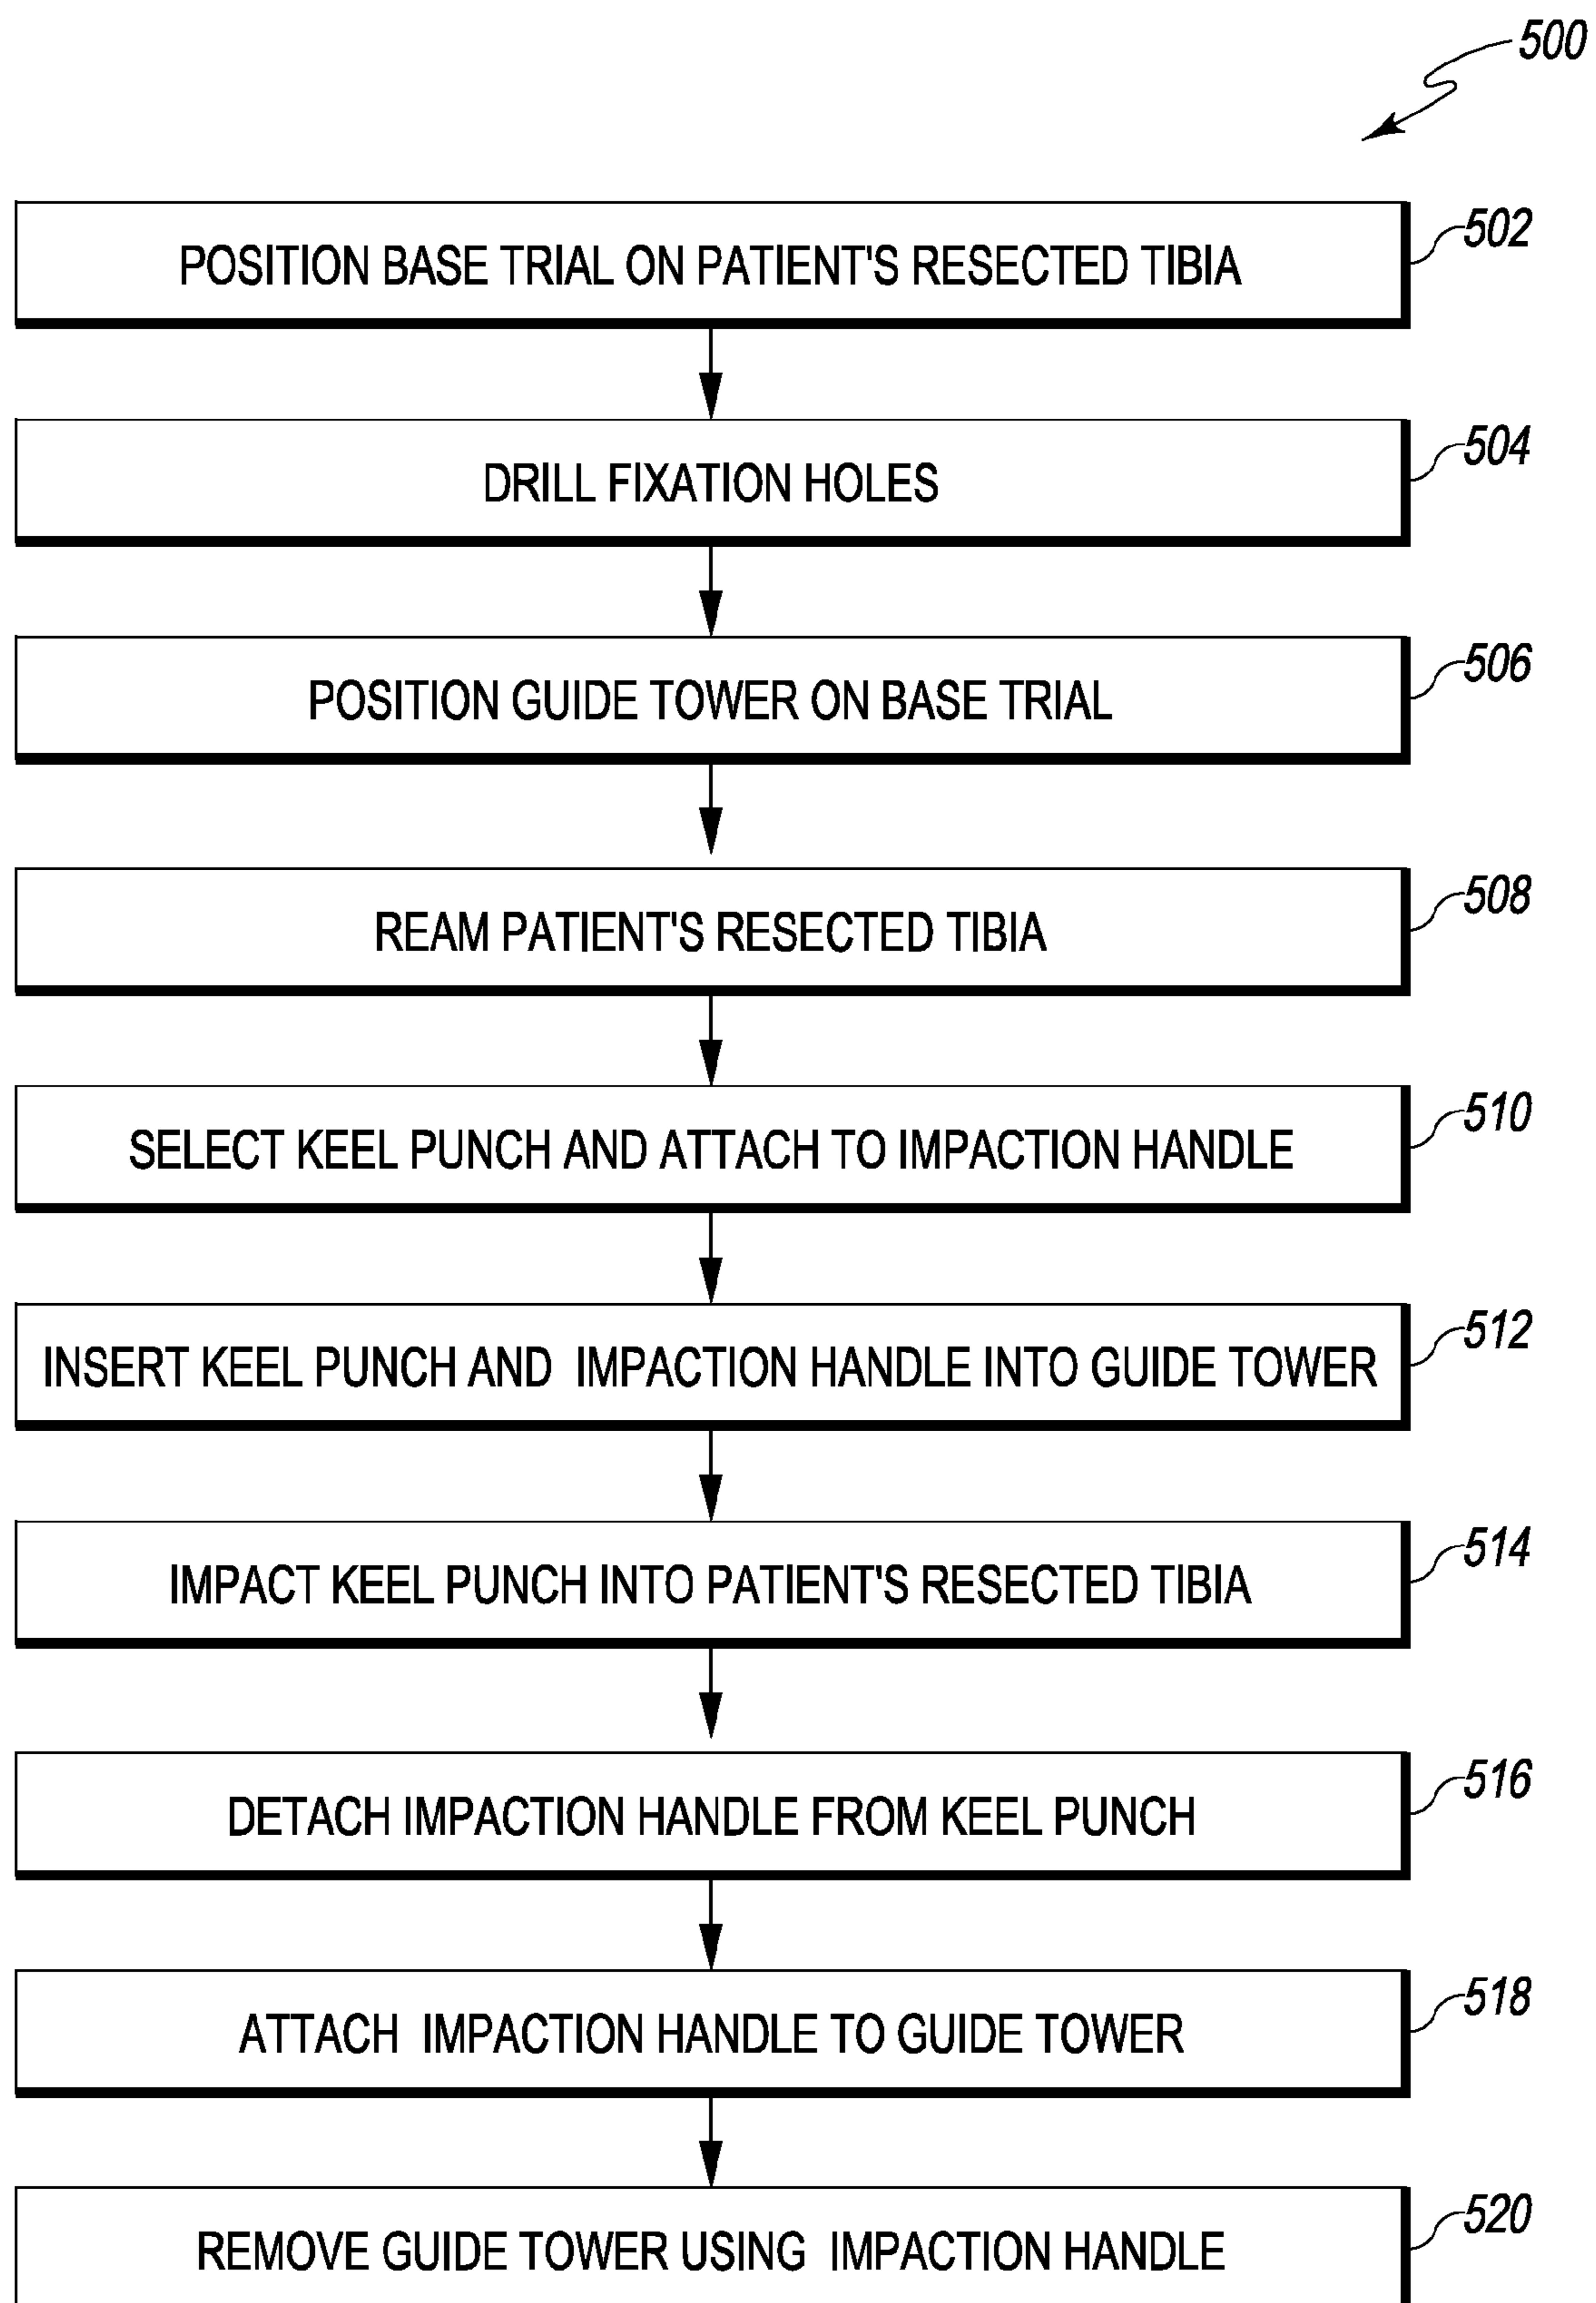 500
POSITION BASE TRIAL ON PATIENT'S RESECTED TIBIA
502
DRILL FIXATION HOLES
504
POSITION GUIDE TOWER ON BASE TRIAL
506
REAM PATIENT'S RESECTED TIBIA
508
SELECT KEEL PUNCH AND ATTACH TO IMPACTION HANDLE
510
INSERT KEEL PUNCH AND IMPACTION HANDLE INTO GUIDE TOWER
512
IMPACT KEEL PUNCH INTO PATIENT'S RESECTED TIBIA
514
DETACH IMPACTION HANDLE FROM KEEL PUNCH
516
ATTACH IMPACTION HANDLE TO GUIDE TOWER
518
REMOVE GUIDE TOWER USING IMPACTION HANDLE
520